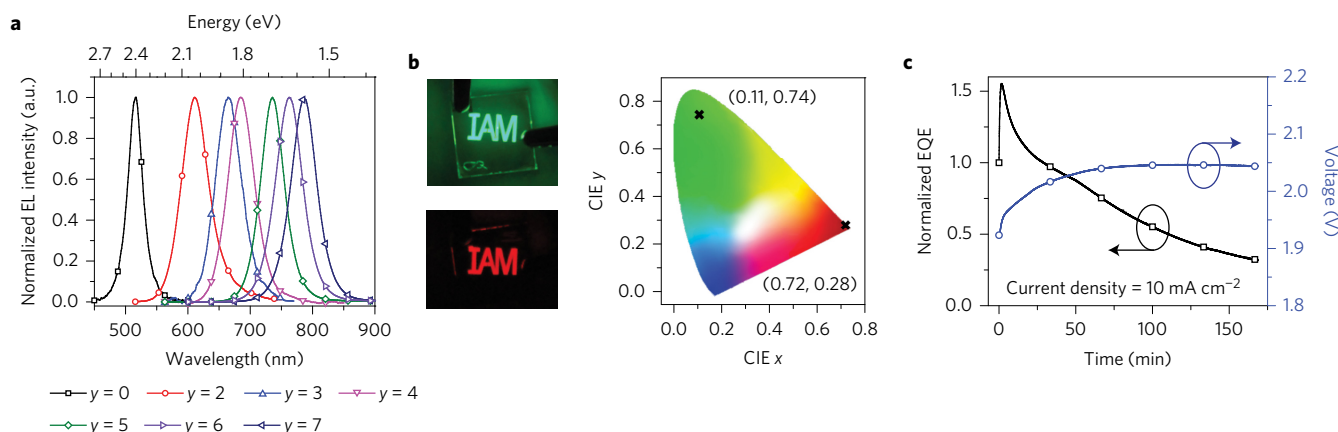 a
Energy (eV)
2.7 2.4 2.1 1.8 1.5
Normalized EL intensity (a.u.)
1.0
0.8
0.6
0.4
0.2
0.0
500 600 700 800 900
Wavelength (nm)
y = 0 y = 2 y = 3 y = 4
y = 5 y = 6 y = 7
b
IAM
IAM
CIE y
0.8
0.6
0.4
0.2
0.0
(0.11, 0.74)
(0.72, 0.28)
0.0 0.2 0.4 0.6 0.8
CIE x
c
Normalized EQE
1.5
1.0
0.5
0.0
Current density = 10 mA cm⁻²
0 50 100 150
Time (min)
2.2
2.1
2.0
1.9
1.8
Voltage (V)